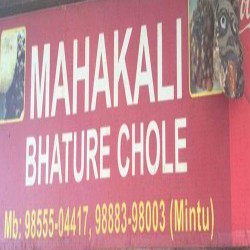 MAHAKALI
BHATURE CHOLE
Mb: 98555-04417, 98883-98003 (Mintu)